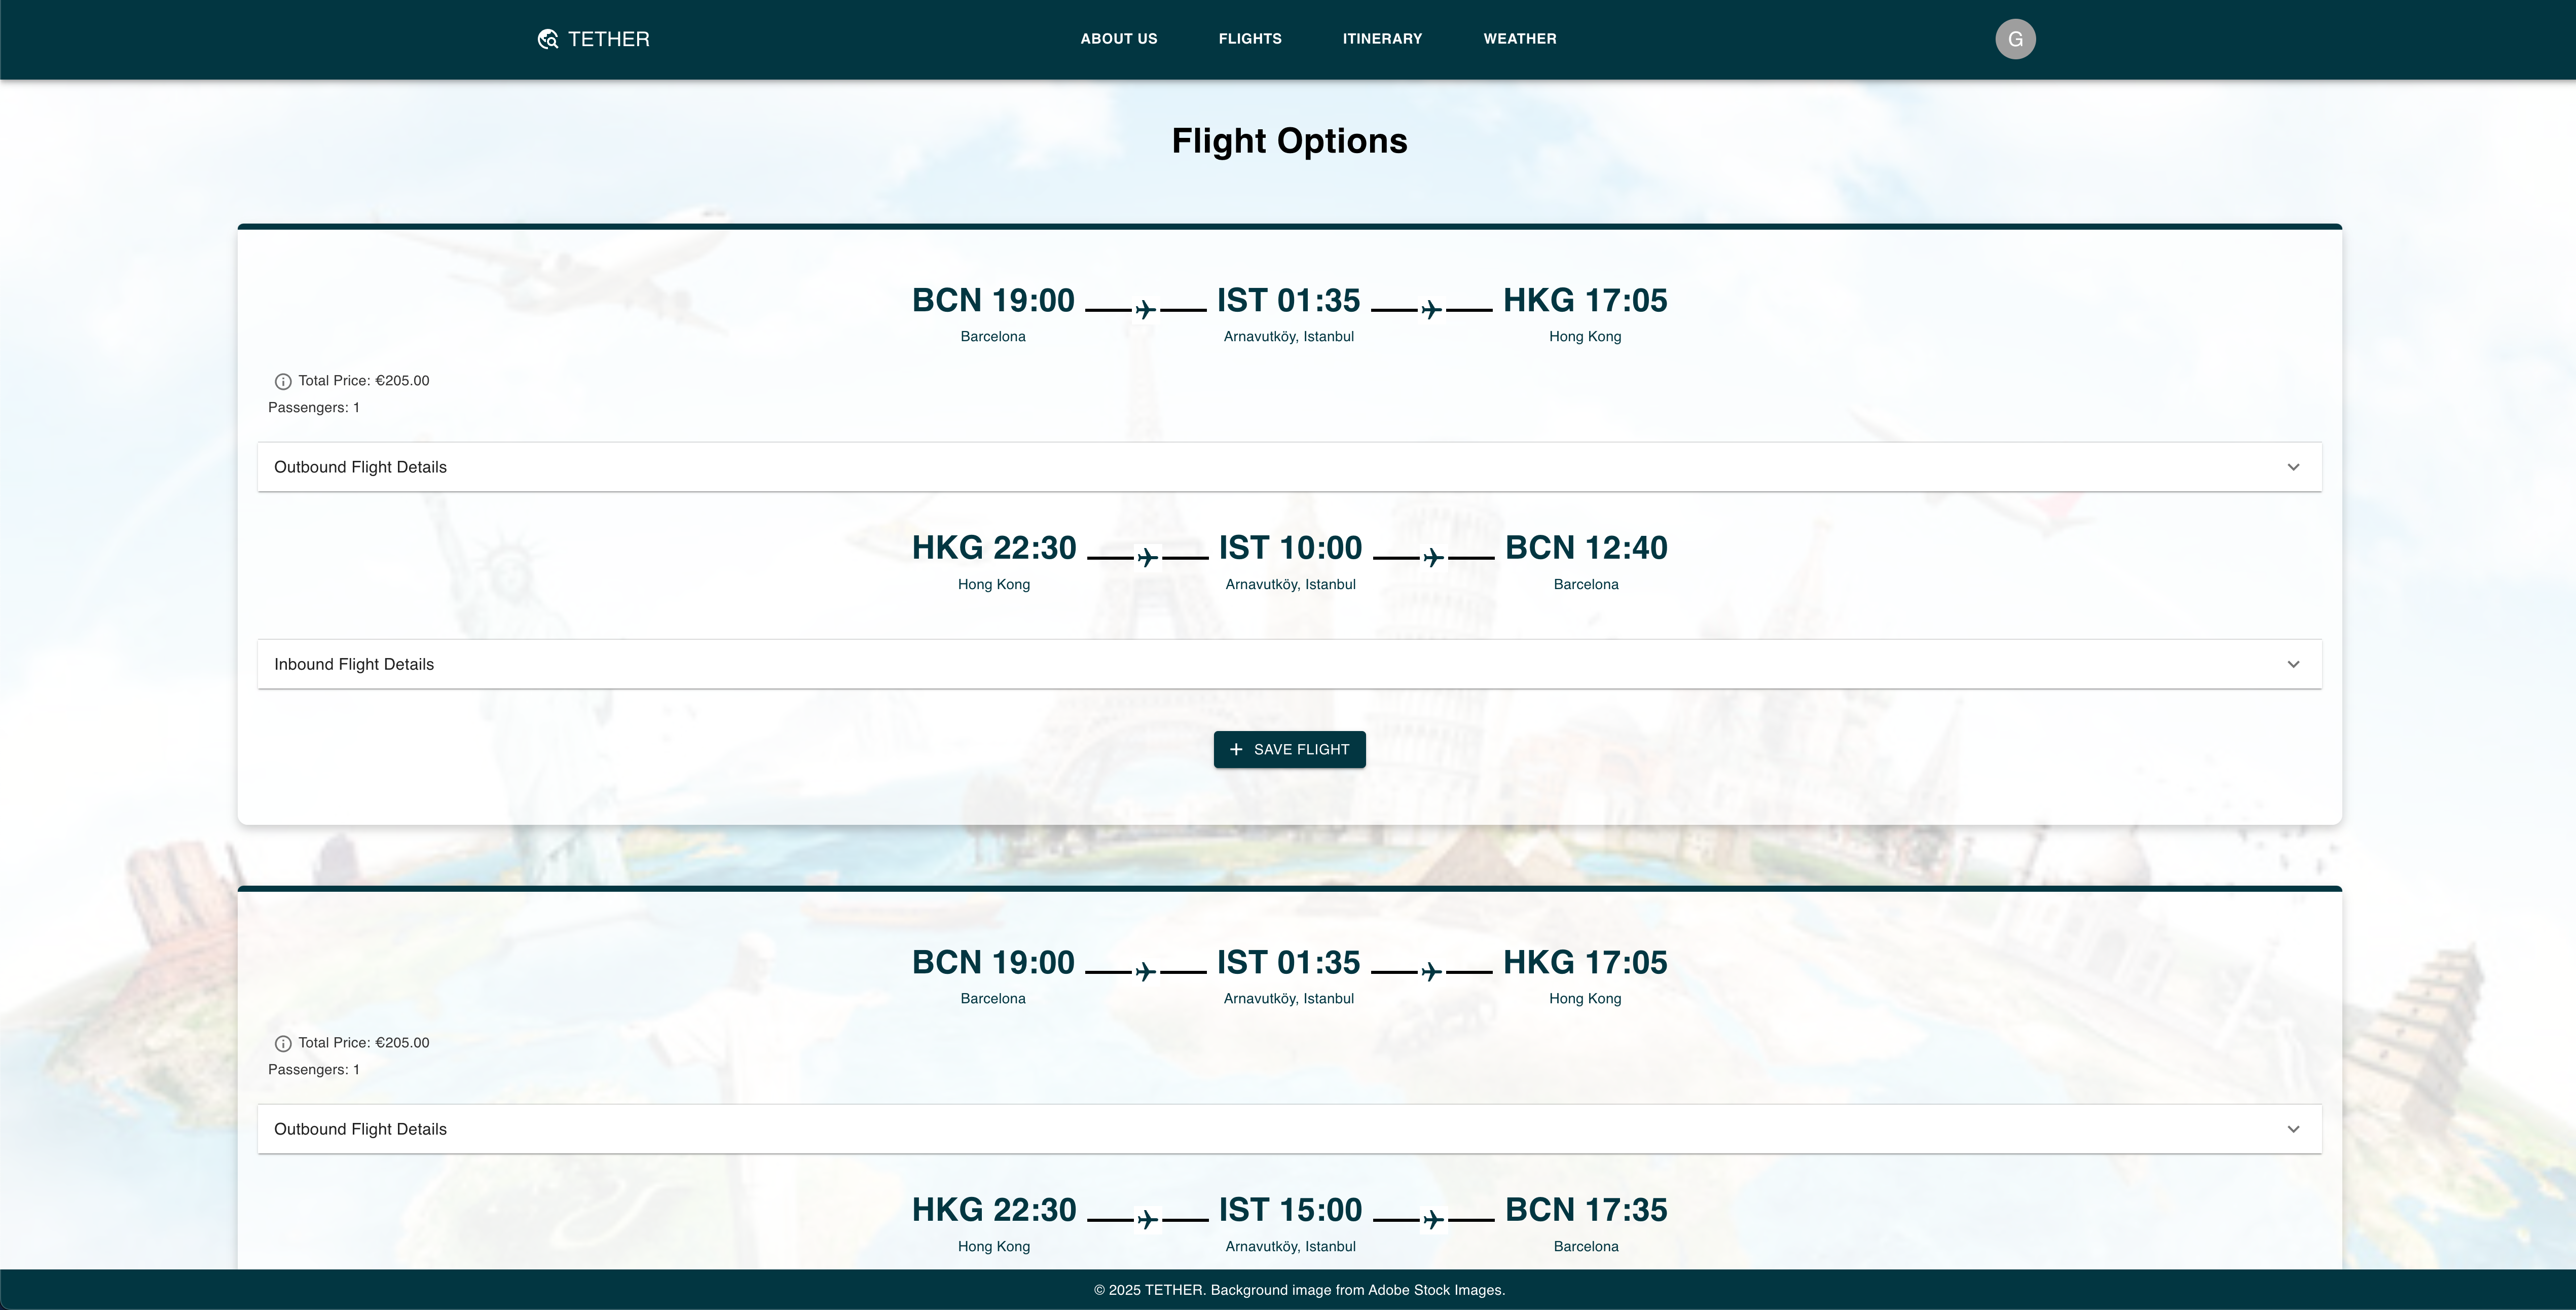 TETHER
ABOUT US FLIGHTS ITINERARY WEATHER
G
Flight Options
BCN 19:00 IST 01:35 HKG 17:05
Barcelona Arnavutköy, Istanbul Hong Kong
Total Price: €205.00
Passengers: 1
Outbound Flight Details
HKG 22:30 IST 10:00 BCN 12:40
Hong Kong Arnavutköy, Istanbul Barcelona
Inbound Flight Details
SAVE FLIGHT
BCN 19:00 IST 01:35 HKG 17:05
Barcelona Arnavutköy, Istanbul Hong Kong
Total Price: €205.00
Passengers: 1
Outbound Flight Details
HKG 22:30 IST 15:00 BCN 17:35
Hong Kong Arnavutköy, Istanbul Barcelona
© 2025 TETHER. Background image from Adobe Stock Images.